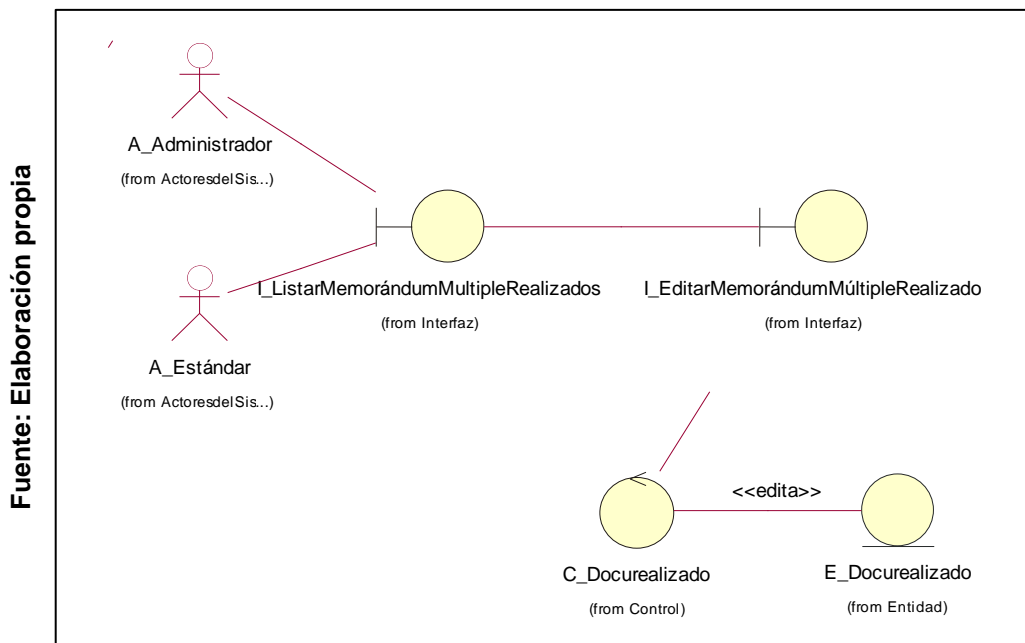 Fuente: Elaboración propia
A_Administrador
(from ActoresdelSis...)
I_ListarMemorándumMultipleRealizados
(from Interfaz)
I_EditarMemorándumMúltipleRealizado
(from Interfaz)
A_Estándar
(from ActoresdelSis...)
<<edita>>
C_Docurealizado
(from Control)
E_Docurealizado
(from Entidad)